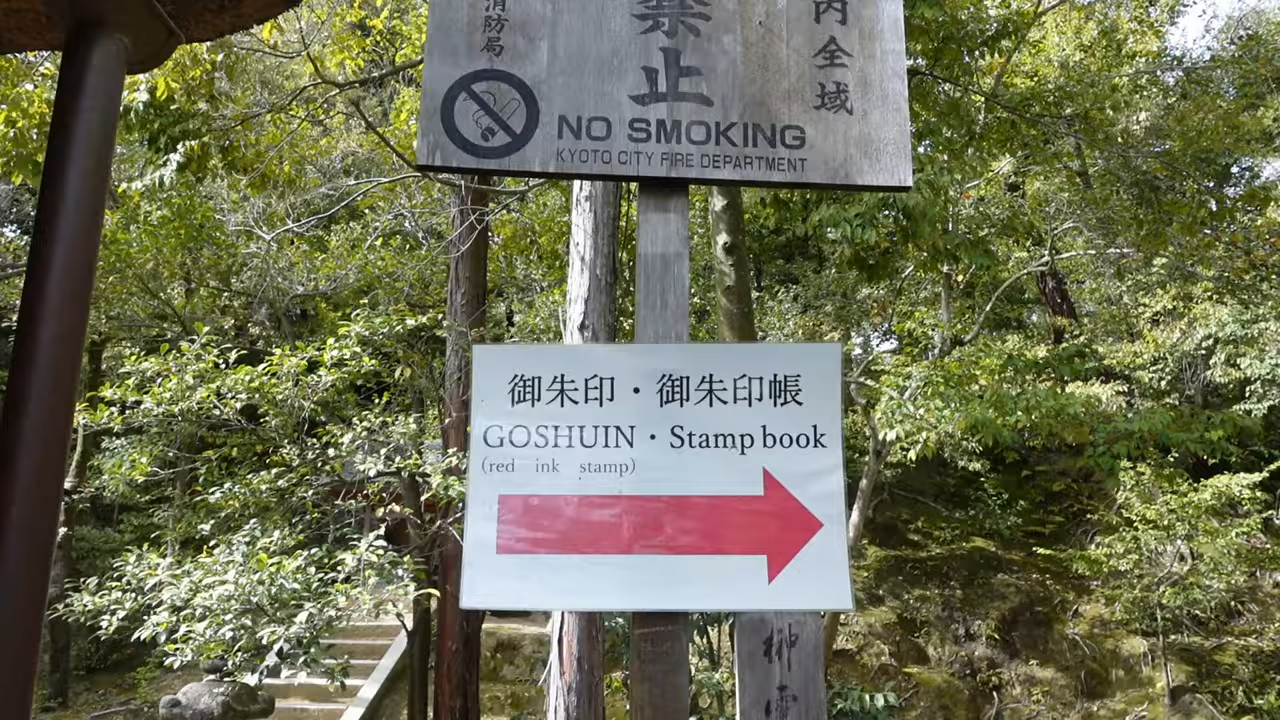 内全域
禁止
消防局
NO SMOKING
KYOTO CITY FIRE DEPARTMENT
御朱印・御朱印帳
GOSHUIN・Stamp book
(red ink stamp)
榊